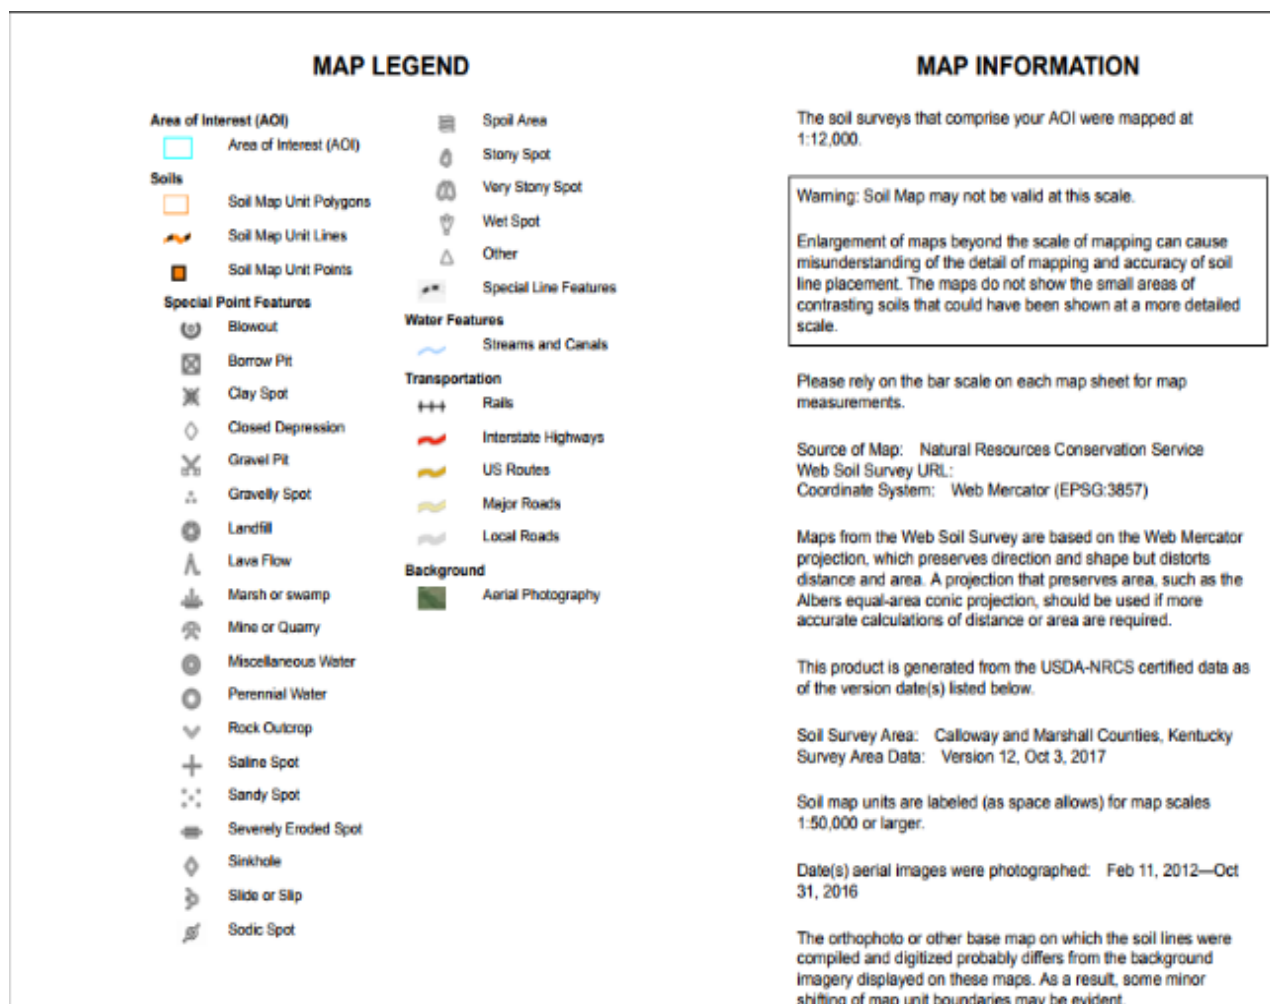 MAP LEGEND
Area of Interest (AOI)
Area of Interest (AOI)
Soils
Soil Map Unit Polygons
Soil Map Unit Lines
Soil Map Unit Points
Special Point Features
Blowout
Borrow Pit
Clay Spot
Closed Depression
Gravel Pit
Gravelly Spot
Landfill
Lava Flow
Marsh or swamp
Mine or Quarry
Miscellaneous Water
Perennial Water
Rock Outcrop
Saline Spot
Sandy Spot
Severely Eroded Spot
Sinkhole
Slide or Slip
Sodic Spot
Spoil Area
Stony Spot
Very Stony Spot
Wet Spot
Other
Special Line Features
Water Features
Streams and Canals
Transportation
Rails
Interstate Highways
US Routes
Major Roads
Local Roads
Background
Aerial Photography
MAP INFORMATION
The soil surveys that comprise your AOI were mapped at
1:12,000.
Warning: Soil Map may not be valid at this scale.
Enlargement of maps beyond the scale of mapping can cause
misunderstanding of the detail of mapping and accuracy of soil
line placement. The maps do not show the small areas of
contrasting soils that could have been shown at a more detailed
scale.
Please rely on the bar scale on each map sheet for map
measurements.
Source of Map: Natural Resources Conservation Service
Web Soil Survey URL:
Coordinate System: Web Mercator (EPSG:3857)
Maps from the Web Soil Survey are based on the Web Mercator
projection, which preserves direction and shape but distorts
distance and area. A projection that preserves area, such as the
Albers equal-area conic projection, should be used if more
accurate calculations of distance or area are required.
This product is generated from the USDA-NRCS certified data as
of the version date(s) listed below.
Soil Survey Area: Calloway and Marshall Counties, Kentucky
Survey Area Data: Version 12, Oct 3, 2017
Soil map units are labeled (as space allows) for map scales
1:50,000 or larger.
Date(s) aerial images were photographed: Feb 11, 2012—Oct
31, 2016
The orthophoto or other base map on which the soil lines were
compiled and digitized probably differs from the background
imagery displayed on these maps. As a result, some minor
shifting of map unit boundaries may be evident.